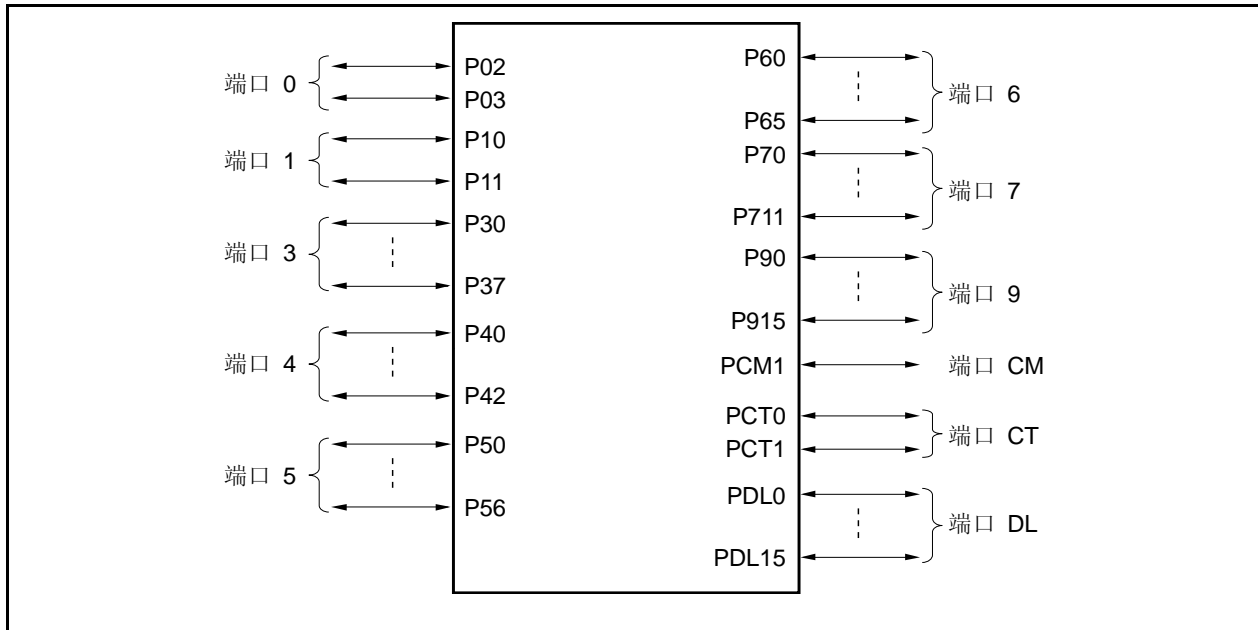 端口 0
P02
P03
端口 1
P10
P11
端口 3
P30
P37
端口 4
P40
P42
端口 5
P50
P56
P60
P65
端口 6
P70
P711
端口 7
P90
P915
端口 9
PCM1
端口 CM
PCT0
PCT1
端口 CT
PDL0
PDL15
端口 DL